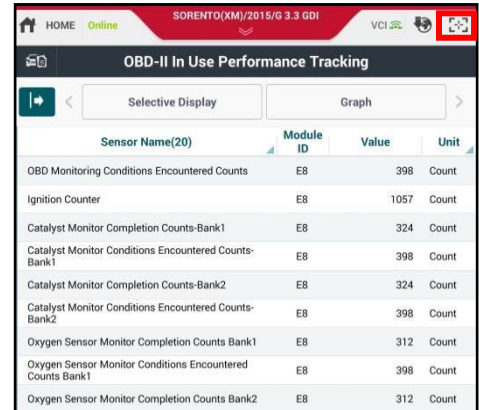 SORENTO(XM)/2015/G 3.3 GDI
HOME Online VCI
OBD-II In Use Performance Tracking
< Selective Display Graph >
Sensor Name(20) Module ID Value Unit
OBD Monitoring Conditions Encountered Counts E8 398 Count
Ignition Counter E8 1057 Count
Catalyst Monitor Completion Counts-Bank1 E8 324 Count
Catalyst Monitor Conditions Encountered Counts-
Bank1 E8 398 Count
Catalyst Monitor Completion Counts-Bank2 E8 324 Count
Catalyst Monitor Conditions Encountered Counts-
Bank2 E8 398 Count
Oxygen Sensor Monitor Completion Counts Bank1 E8 312 Count
Oxygen Sensor Monitor Conditions Encountered
Counts Bank1 E8 398 Count
Oxygen Sensor Monitor Completion Counts Bank2 E8 312 Count